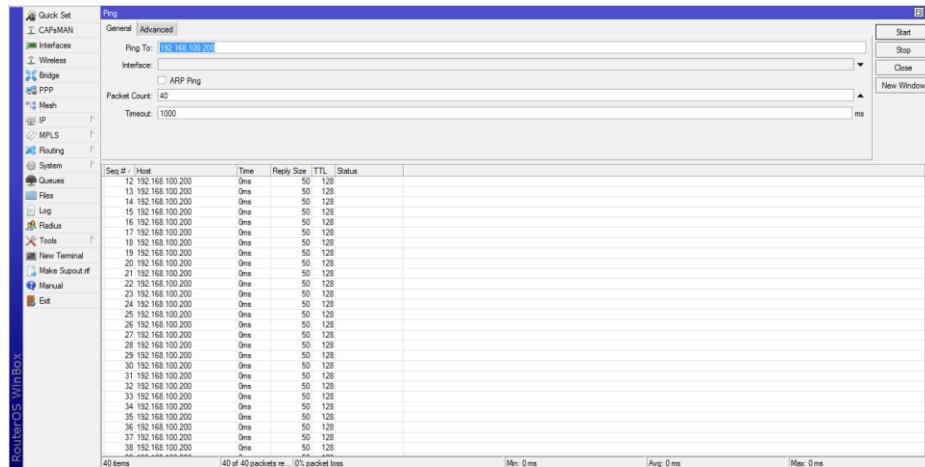 Quick Set
CAPsMAN
Interfaces
Wireless
Bridge
PPP
Mesh
IP
MPLS
Routing
System
Queues
Files
Log
Radius
Tools
New Terminal
Make Supout.rif
Manual
Exit
RouterOS WinBox
Ping
General Advanced
Ping To: 192.168.100.200
Interface:
ARP Ping
Packet Count: 40
Timeout: 1000 ms
Start
Stop
Close
New Window
Seq # Host Time Reply Size TTL Status
12 192.168.100.200 0ms 50 128
13 192.168.100.200 0ms 50 128
14 192.168.100.200 0ms 50 128
15 192.168.100.200 0ms 50 128
16 192.168.100.200 0ms 50 128
17 192.168.100.200 0ms 50 128
18 192.168.100.200 0ms 50 128
19 192.168.100.200 0ms 50 128
20 192.168.100.200 0ms 50 128
21 192.168.100.200 0ms 50 128
22 192.168.100.200 0ms 50 128
23 192.168.100.200 0ms 50 128
24 192.168.100.200 0ms 50 128
25 192.168.100.200 0ms 50 128
26 192.168.100.200 0ms 50 128
27 192.168.100.200 0ms 50 128
28 192.168.100.200 0ms 50 128
29 192.168.100.200 0ms 50 128
30 192.168.100.200 0ms 50 128
31 192.168.100.200 0ms 50 128
32 192.168.100.200 0ms 50 128
33 192.168.100.200 0ms 50 128
34 192.168.100.200 0ms 50 128
35 192.168.100.200 0ms 50 128
36 192.168.100.200 0ms 50 128
37 192.168.100.200 0ms 50 128
38 192.168.100.200 0ms 50 128
40 items 40 of 40 packets re... 0% packet loss Min: 0 ms Avg: 0 ms Max: 0 ms